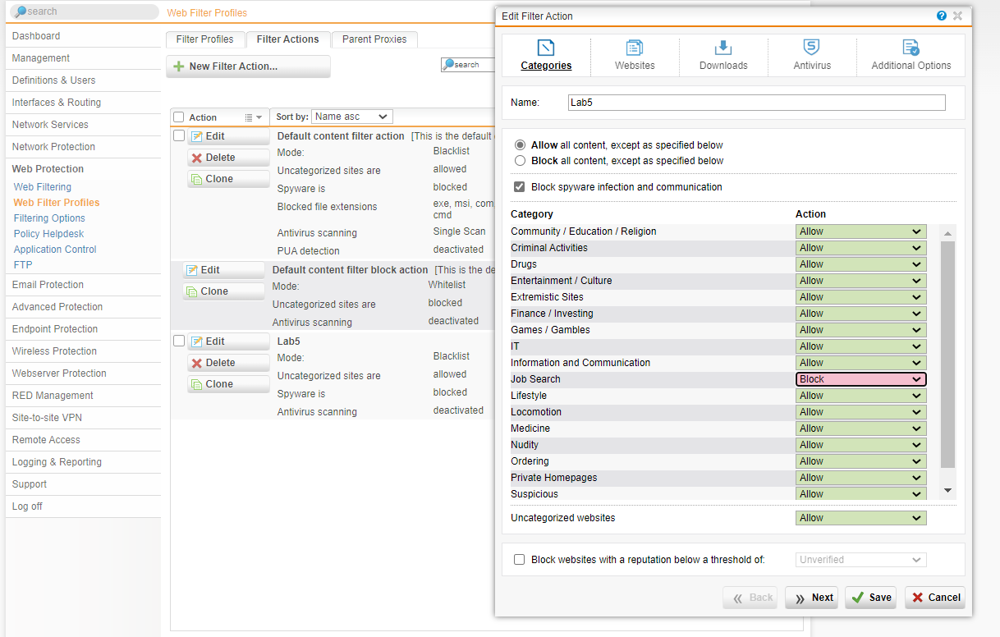 search
Dashboard
Management
Definitions & Users
Interfaces & Routing
Network Services
Network Protection
Web Protection
Web Filtering
Web Filter Profiles
Filtering Options
Policy Helpdesk
Application Control
FTP
Email Protection
Advanced Protection
Endpoint Protection
Wireless Protection
Webserver Protection
RED Management
Site-to-site VPN
Remote Access
Logging & Reporting
Support
Log off
Web Filter Profiles
Filter Profiles Filter Actions Parent Proxies
New Filter Action...
search
Action Sort by: Name asc
Edit Default content filter action [This is the default
Delete Mode: Blacklist
Uncategorized sites are allowed
Clone Spyware is blocked
Blocked file extensions exe, msi, com,
cmd
Antivirus scanning Single Scan
PUA detection deactivated
Edit Default content filter block action [This is the de
Clone Mode: Whitelist
Uncategorized sites are blocked
Antivirus scanning deactivated
Edit Lab5
Delete Mode: Blacklist
Uncategorized sites are allowed
Clone Spyware is blocked
Antivirus scanning deactivated
Edit Filter Action
Categories Websites Downloads Antivirus Additional Options
Name: Lab5
Allow all content, except as specified below
Block all content, except as specified below
Block spyware infection and communication
Category Action
Community / Education / Religion Allow
Criminal Activities Allow
Drugs Allow
Entertainment / Culture Allow
Extremistic Sites Allow
Finance / Investing Allow
Games / Gambles Allow
IT Allow
Information and Communication Allow
Job Search Block
Lifestyle Allow
Locomotion Allow
Medicine Allow
Nudity Allow
Ordering Allow
Private Homepages Allow
Suspicious Allow
Uncategorized websites Allow
Block websites with a reputation below a threshold of: Unverified
Back Next Save Cancel